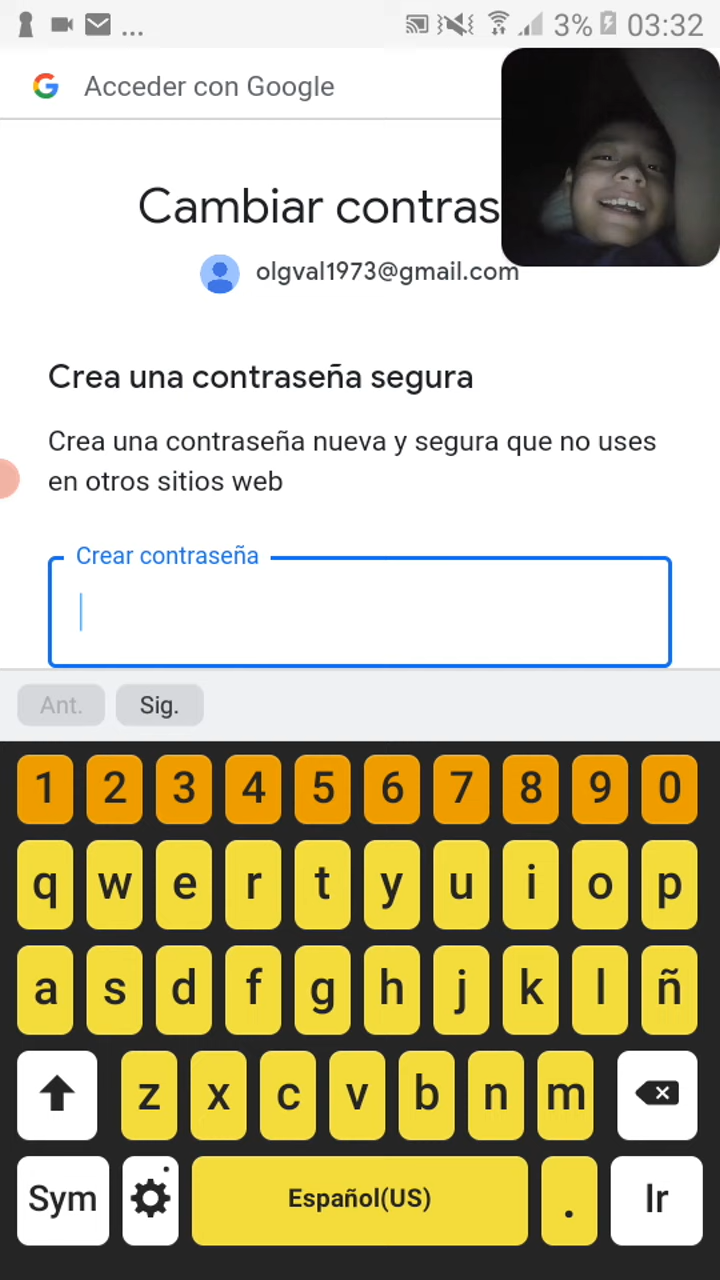 ... 3% 03:32
Acceder con Google
Cambiar contras
olgval1973@gmail.com
Crea una contraseña segura
Crea una contraseña nueva y segura que no uses
en otros sitios web
Crear contraseña
Ant. Sig.
1 2 3 4 5 6 7 8 9 0
q w e r t y u i o p
a s d f g h j k l ñ
z x c v b n m
Sym Español(US) . Ir